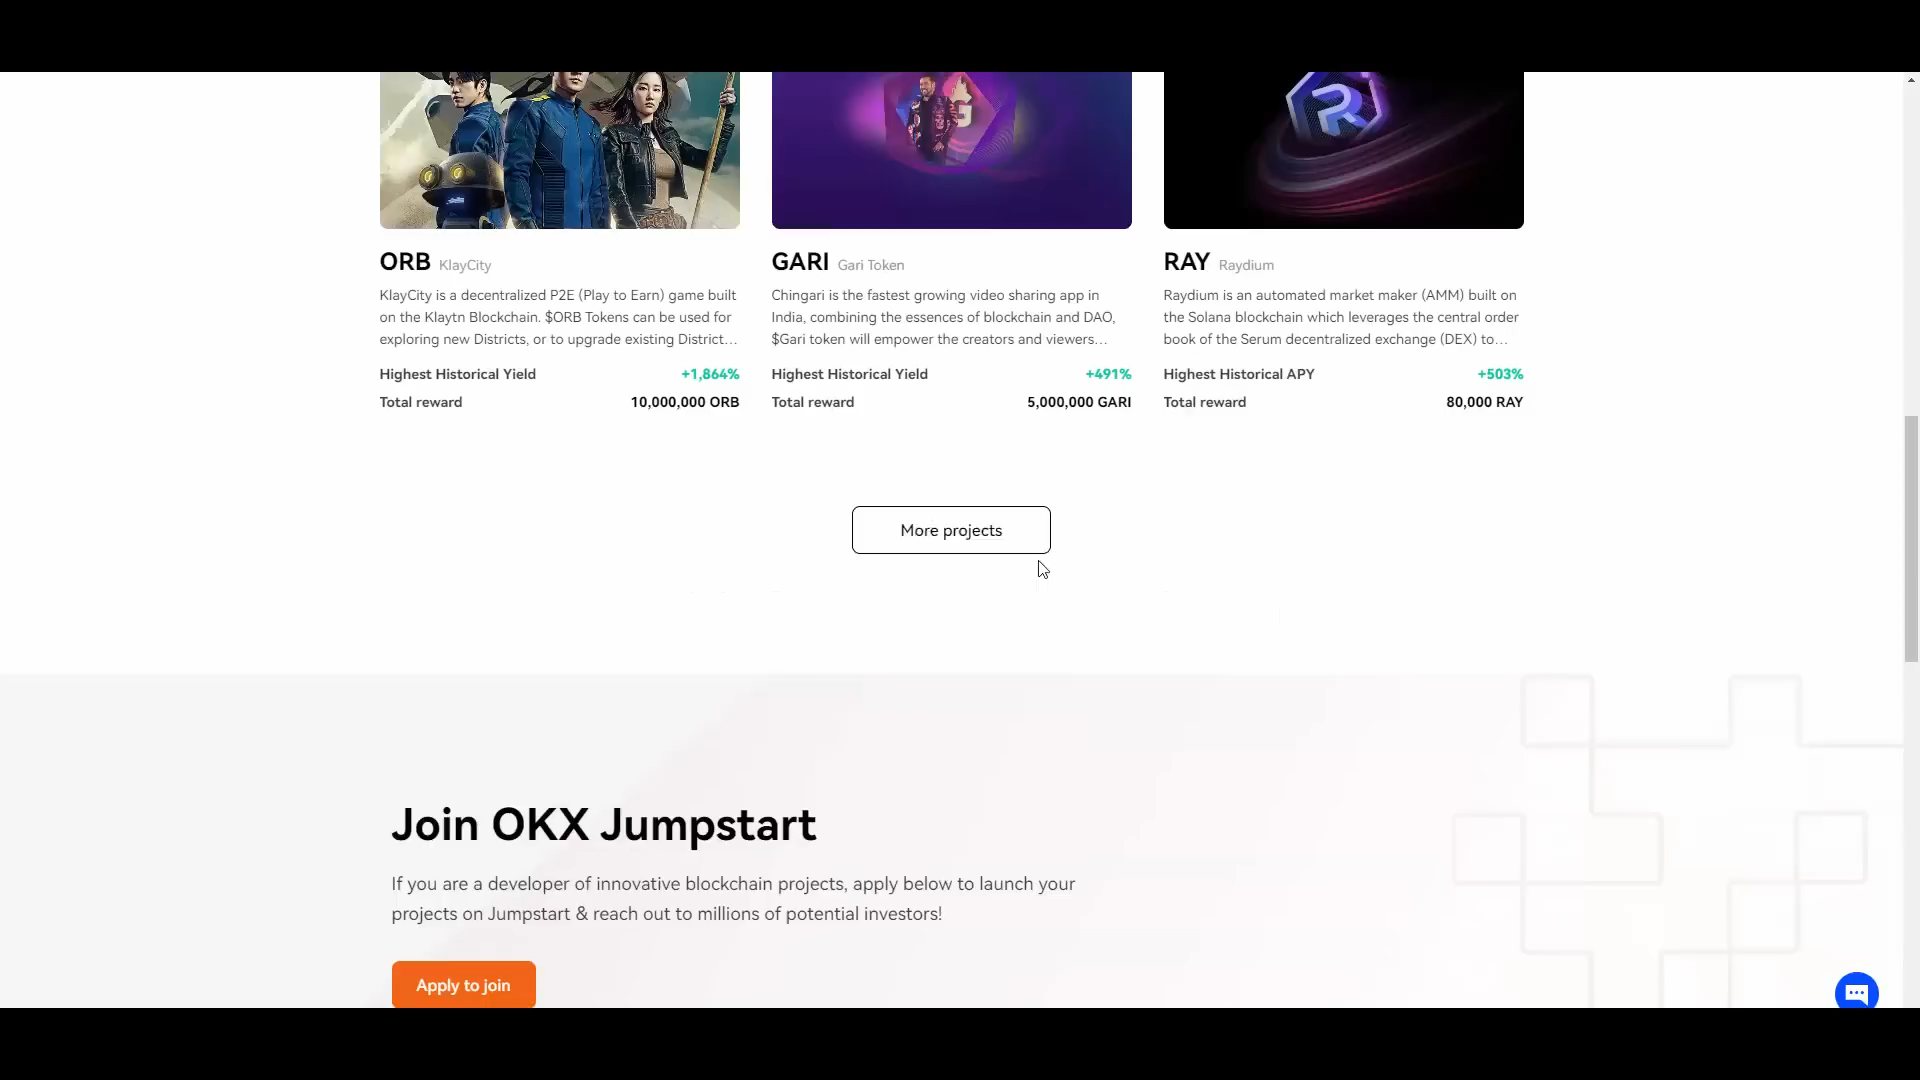 ORB KlayCity
KlayCity is a decentralized P2E (Play to Earn) game built
on the Klaytn Blockchain. $ORB Tokens can be used for
exploring new Districts, or to upgrade existing District...
Highest Historical Yield +1,864%
Total reward 10,000,000 ORB
GARI Gari Token
Chingari is the fastest growing video sharing app in
India, combining the essences of blockchain and DAO,
$Gari token will empower the creators and viewers...
Highest Historical Yield +491%
Total reward 5,000,000 GARI
RAY Raydium
Raydium is an automated market maker (AMM) built on
the Solana blockchain which leverages the central order
book of the Serum decentralized exchange (DEX) to...
Highest Historical APY +503%
Total reward 80,000 RAY
More projects
Join OKX Jumpstart
If you are a developer of innovative blockchain projects, apply below to launch your
projects on Jumpstart & reach out to millions of potential investors!
Apply to join